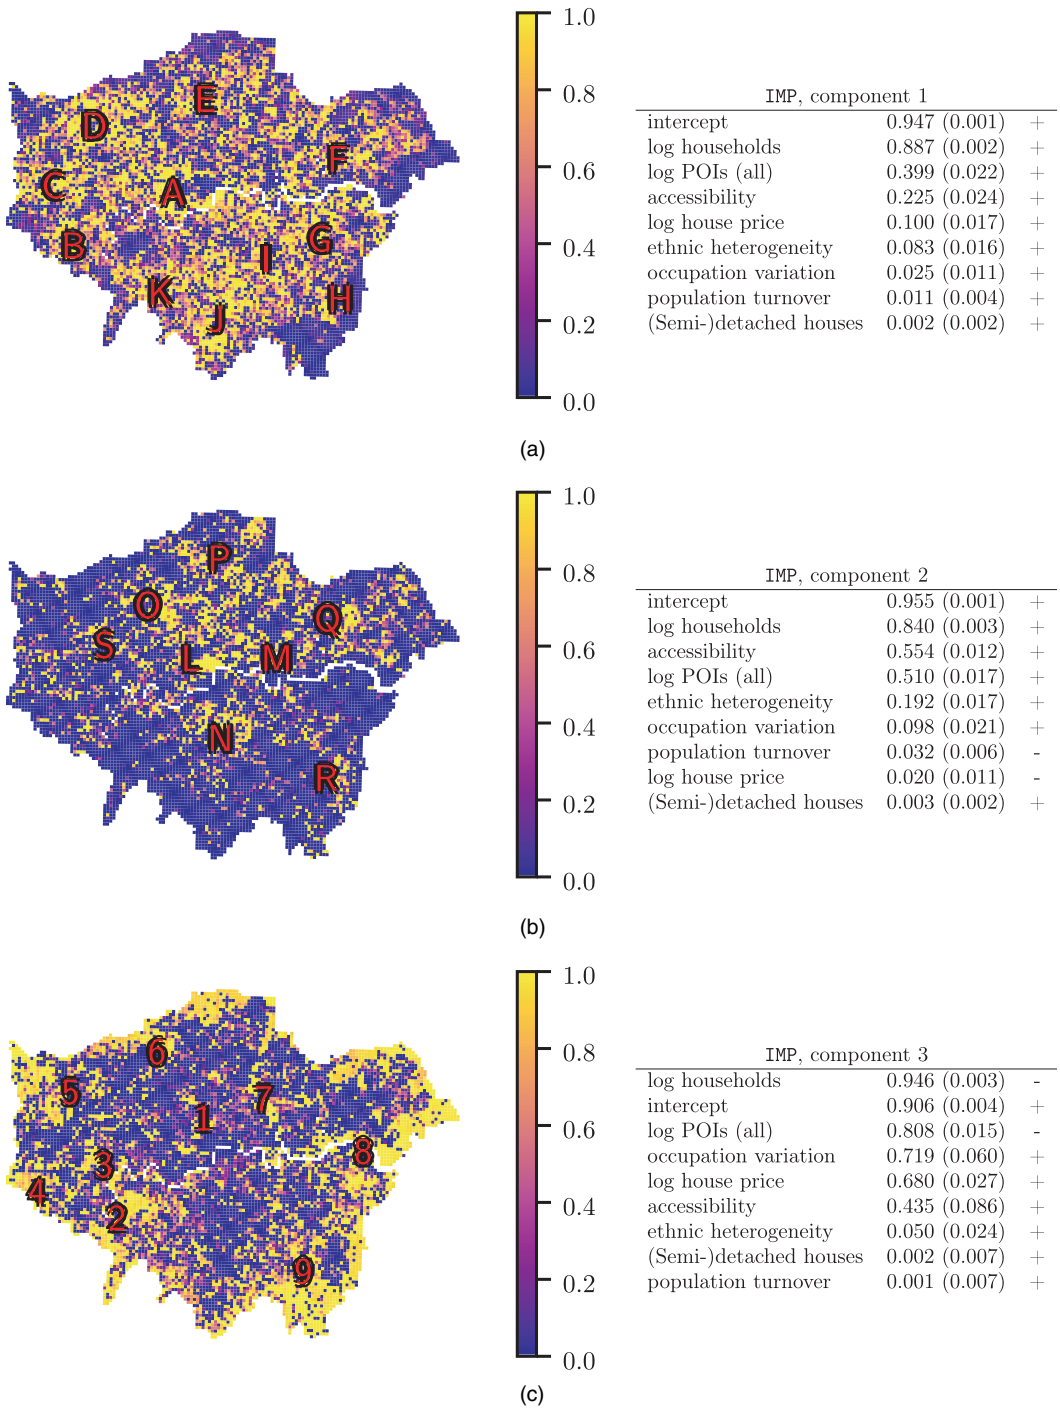 1.0
0.8
0.6
0.4
0.2
0.0
E
D
F
C
A
B
G
I
K
H
J
IMP, component 1
intercept 0.947 (0.001) +
log households 0.887 (0.002) +
log POIs (all) 0.399 (0.022) +
accessibility 0.225 (0.024) +
log house price 0.100 (0.017) +
ethnic heterogeneity 0.083 (0.016) +
occupation variation 0.025 (0.011) +
population turnover 0.011 (0.004) +
(Semi-)detached houses 0.002 (0.002) +
(a)
1.0
0.8
0.6
0.4
0.2
0.0
P
O
Q
S
L
M
N
R
IMP, component 2
intercept 0.955 (0.001) +
log households 0.840 (0.003) +
accessibility 0.554 (0.012) +
log POIs (all) 0.510 (0.017) +
ethnic heterogeneity 0.192 (0.017) +
occupation variation 0.098 (0.021) +
population turnover 0.032 (0.006) -
log house price 0.020 (0.011) -
(Semi-)detached houses 0.003 (0.002) +
(b)
1.0
0.8
0.6
0.4
0.2
0.0
6
5
7
1
8
3
4
2
9
IMP, component 3
log households 0.946 (0.003) -
intercept 0.906 (0.004) +
log POIs (all) 0.808 (0.015) -
occupation variation 0.719 (0.060) +
log house price 0.680 (0.027) +
accessibility 0.435 (0.086) +
ethnic heterogeneity 0.050 (0.024) +
(Semi-)detached houses 0.002 (0.007) +
population turnover 0.001 (0.007) +
(c)